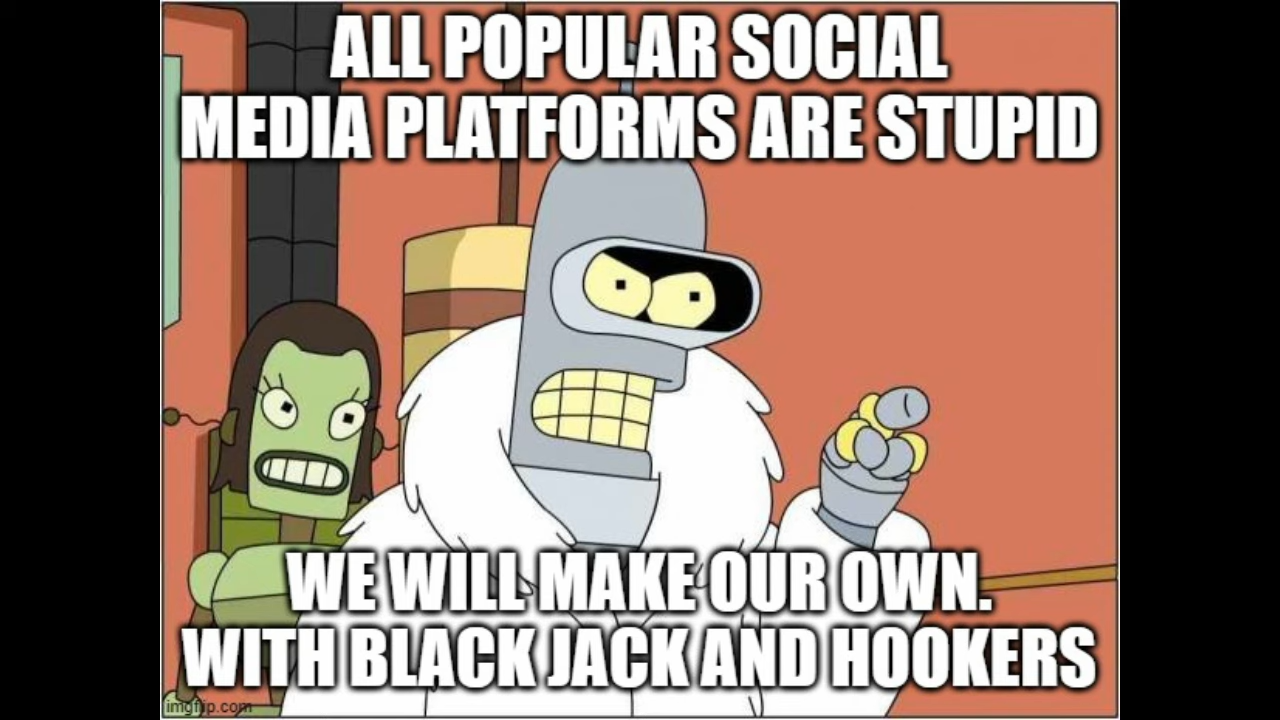 ALL POPULAR SOCIAL
MEDIA PLATFORMS ARE STUPID
WE WILL MAKE OUR OWN.
WITH BLACK JACK AND HOOKERS
imgflip.com